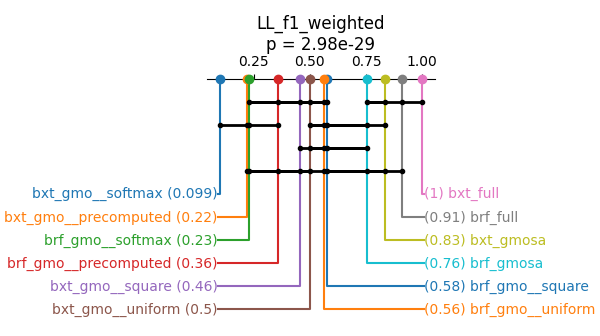 LL_f1_weighted
p = 2.98e-29
0.25 0.50 0.75 1.00
bxt_gmo__softmax (0.099) (1) bxt_full
bxt_gmo__precomputed (0.22) (0.91) brf_full
brf_gmo__softmax (0.23) (0.83) bxt_gmosa
brf_gmo__precomputed (0.36) (0.76) brf_gmosa
bxt_gmo__square (0.46) (0.58) brf_gmo__square
bxt_gmo__uniform (0.5) (0.56) brf_gmo__uniform